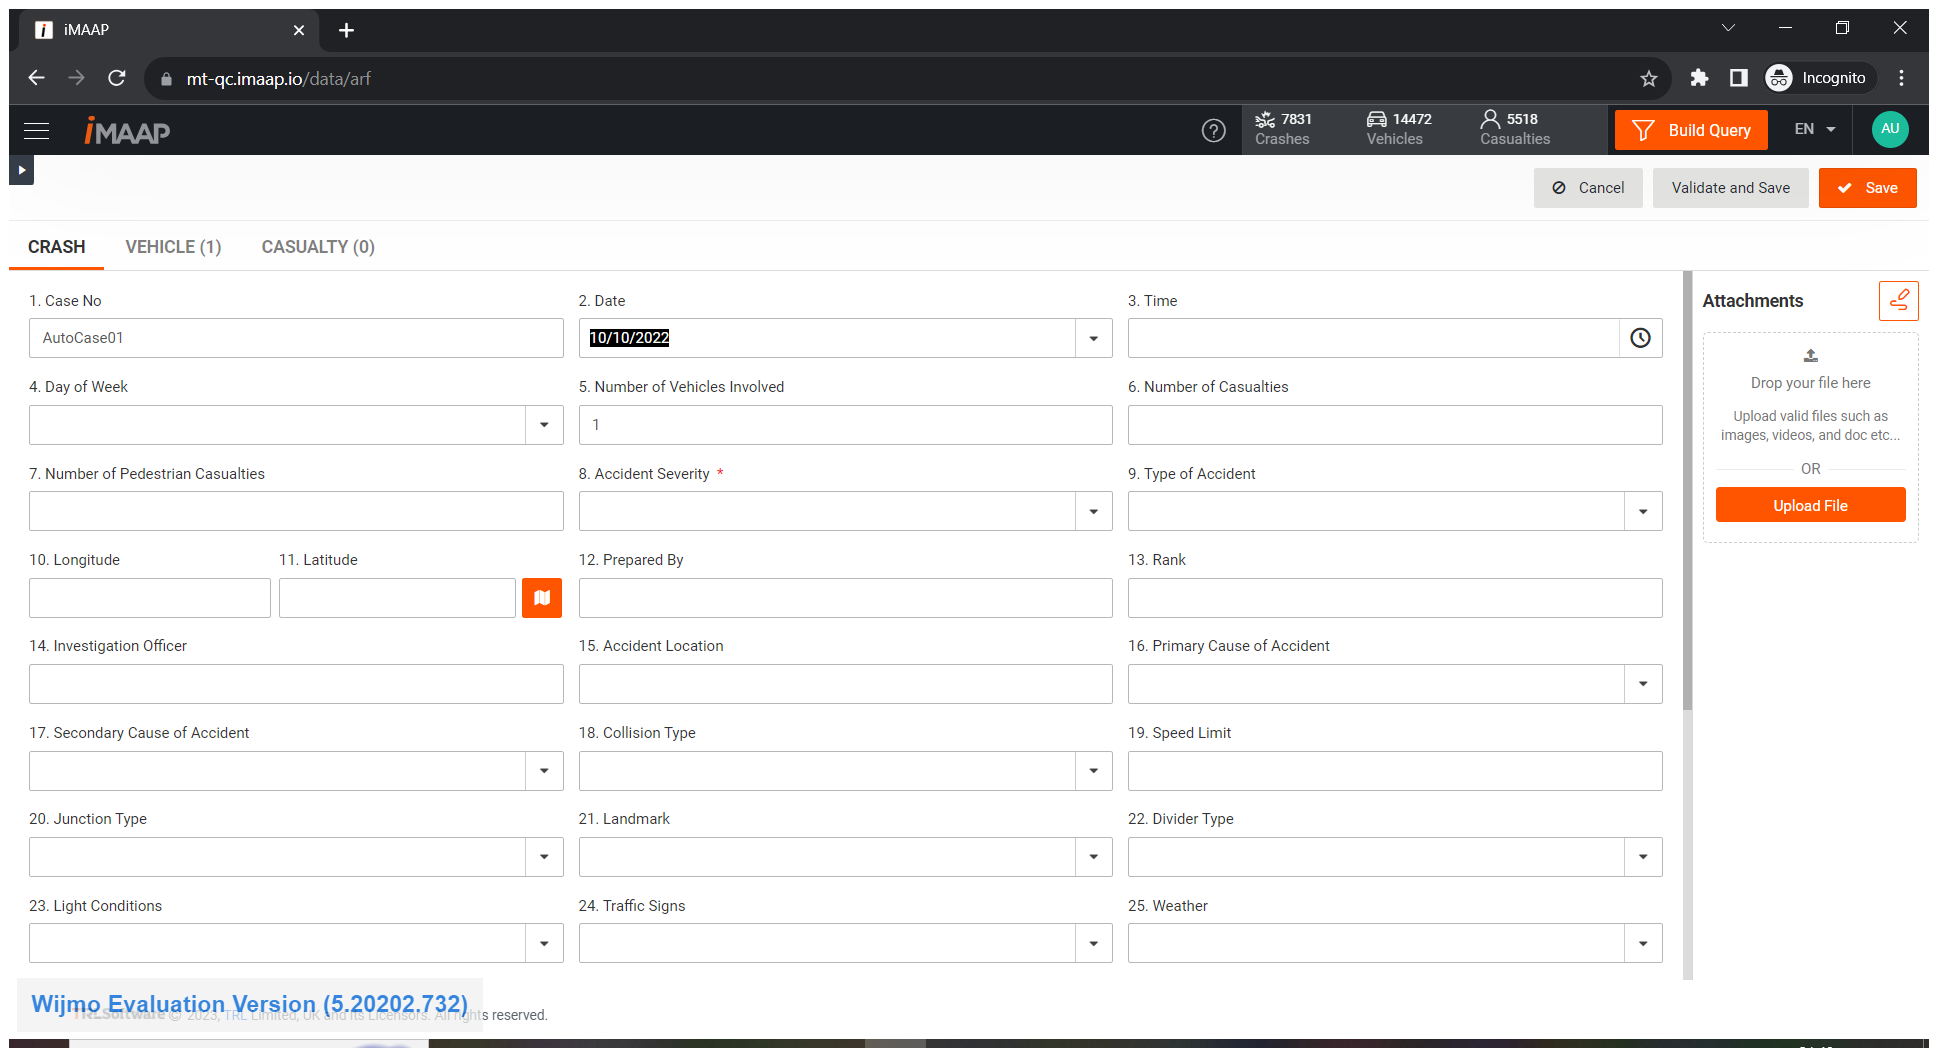 iMAAP
mt-qc.imaap.io/data/arf
Incognito
iMAAP
7831
Crashes
14472
Vehicles
5518
Casualties
Build Query
EN
AU
Cancel
Validate and Save
Save
CRASH
VEHICLE (1)
CASUALTY (0)
1. Case No
2. Date
3. Time
AutoCase01
10/10/2022
4. Day of Week
5. Number of Vehicles Involved
6. Number of Casualties
1
7. Number of Pedestrian Casualties
8. Accident Severity *
9. Type of Accident
10. Longitude
11. Latitude
12. Prepared By
13. Rank
14. Investigation Officer
15. Accident Location
16. Primary Cause of Accident
17. Secondary Cause of Accident
18. Collision Type
19. Speed Limit
20. Junction Type
21. Landmark
22. Divider Type
23. Light Conditions
24. Traffic Signs
25. Weather
Attachments
Drop your file here
Upload valid files such as
images, videos, and doc etc...
OR
Upload File
Wijmo Evaluation Version (5.20202.732)
TRLSoftware © 2023, TRL Limited, UK and its Licensors. All rights reserved.